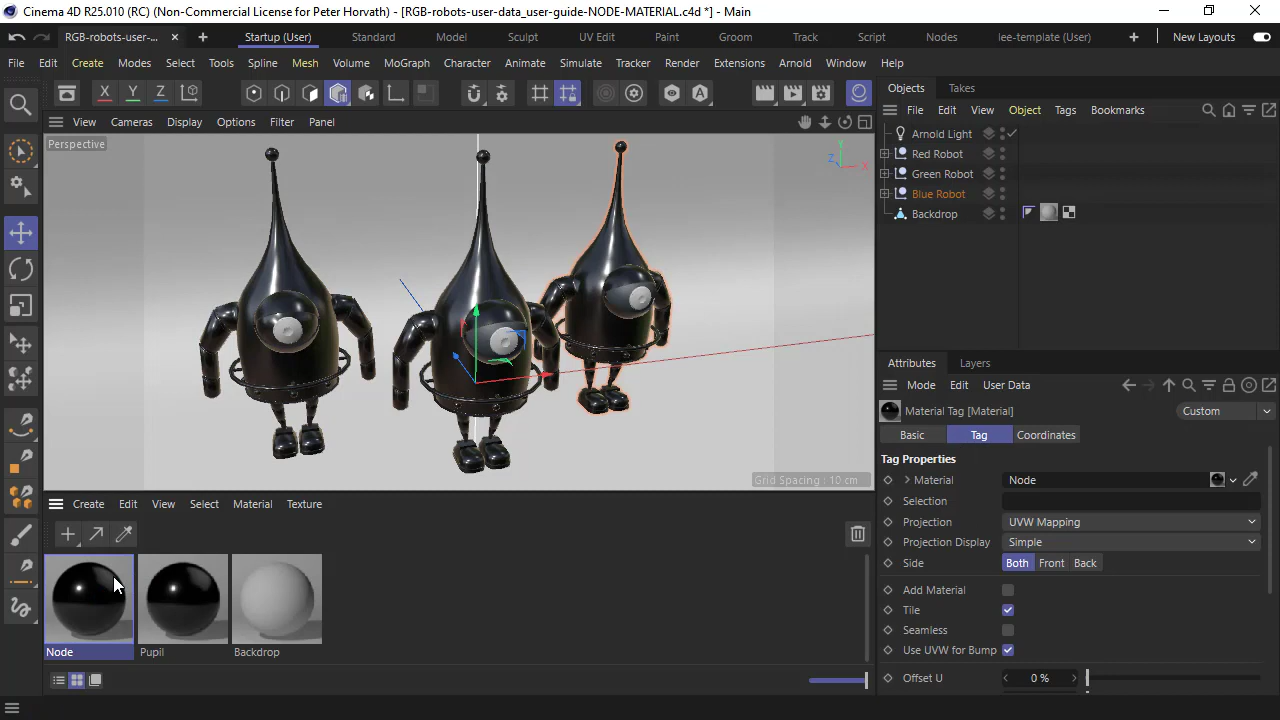 Cinema 4D R25.010 (RC) (Non-Commercial License for Peter Horvath) - [RGB-robots-user-data_user-guide-NODE-MATERIAL.c4d *] - Main
RGB-robots-user-... Startup (User) Standard Model Sculpt UV Edit Paint Groom Track Script Nodes lee-template (User) New Layouts
File Edit Create Modes Select Tools Spline Mesh Volume MoGraph Character Animate Simulate Tracker Render Extensions Arnold Window Help
X Y Z
Objects Takes
File Edit View Object Tags Bookmarks
View Cameras Display Options Filter Panel
Perspective
Y
Z
X
Arnold Light
Red Robot
Green Robot
Blue Robot
Backdrop
Grid Spacing : 10 cm
Attributes Layers
Mode Edit User Data
Material Tag [Material] Custom
Basic Tag Coordinates
Tag Properties
Material Node
Selection
Projection UVW Mapping
Projection Display Simple
Side Both Front Back
Add Material
Tile
Seamless
Use UVW for Bump
Offset U 0 %
Create Edit View Select Material Texture
Node Pupil Backdrop